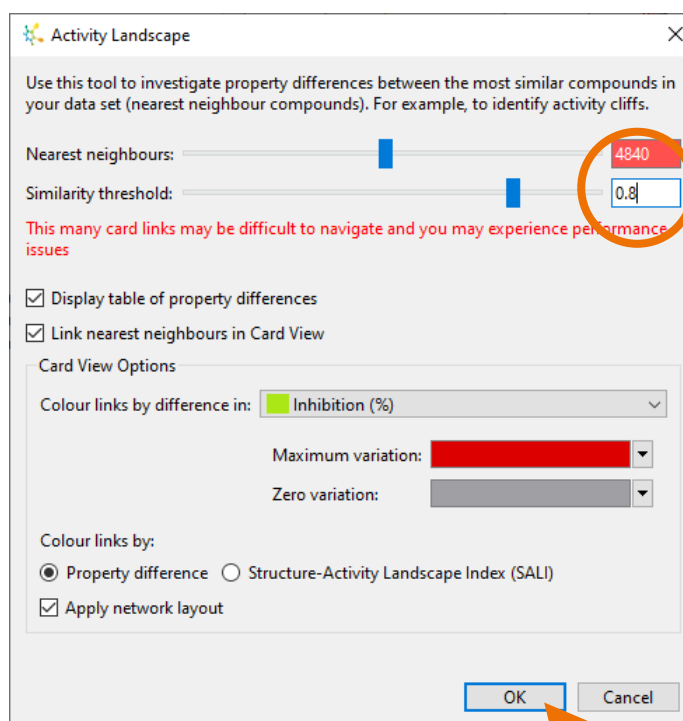 Activity Landscape
Use this tool to investigate property differences between the most similar compounds in
your data set (nearest neighbour compounds). For example, to identify activity cliffs.
Nearest neighbours: 4840
Similarity threshold: 0.8
This many card links may be difficult to navigate and you may experience performance
issues
Display table of property differences
Link nearest neighbours in Card View
Card View Options
Colour links by difference in: Inhibition (%)
Maximum variation:
Zero variation:
Colour links by:
Property difference Structure-Activity Landscape Index (SALI)
Apply network layout
OK Cancel